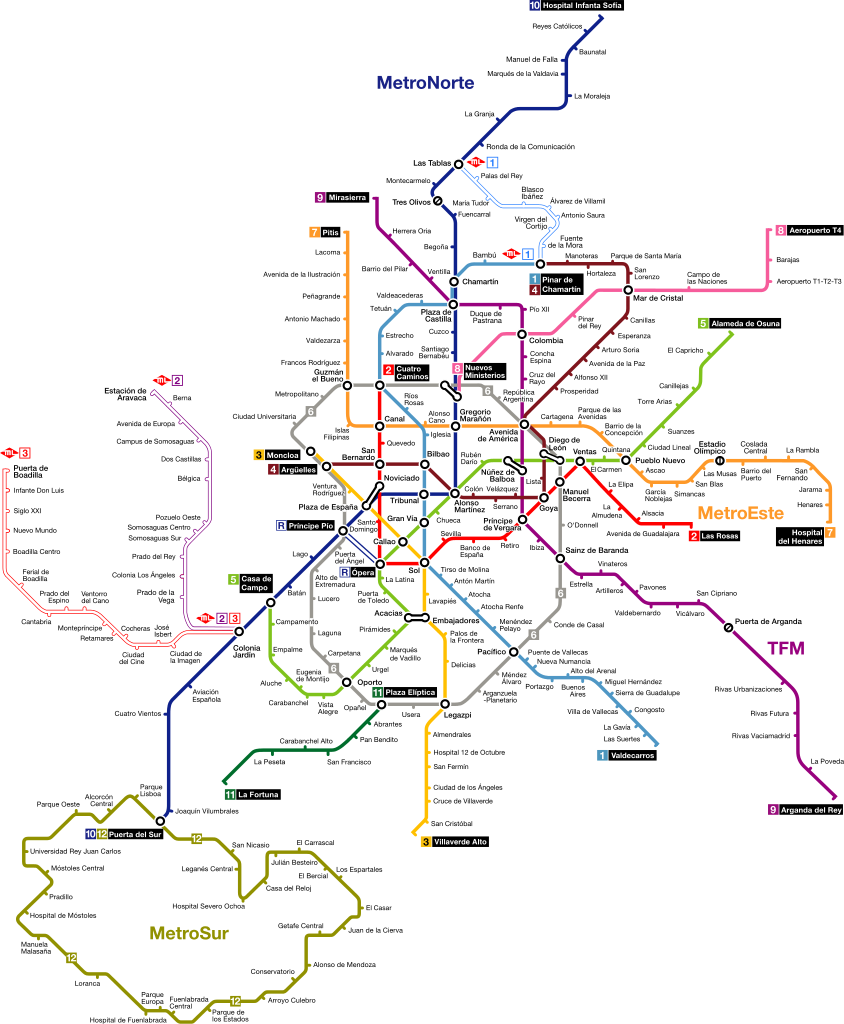 10 Hospital Infanta Sofía
Reyes Católicos
Baunatal
Manuel de Falla
Marqués de la Valdavia
MetroNorte
La Moraleja
La Granja
Ronda de la Comunicación
Las Tablas
ML 1
Palas del Rey
Montecarmelo
Blasco
Ibáñez
9 Mirasierra
Tres Olivos
María Tudor
Álvarez de Villamil
Fuencarral
Antonio Saura
Virgen del
Cortijo
7 Pitis
Herrera Oria
8 Aeropuerto T4
Fuente
de la Mora
Begoña
Lacoma
ML 1
Bambú
Manoteras
Parque de Santa María
Barajas
Barrio del Pilar
Ventilla
Hortaleza
San
Lorenzo
Avenida de la Ilustración
Chamartín
1 Pinar de
4 Chamartín
Campo de
las Naciones
Aeropuerto T1-T2-T3
Peñagrande
Valdeacederas
Mar de Cristal
Tetuán
Plaza de
Castilla
Duque de
Pastrana
Pío XII
Pinar
del Rey
Antonio Machado
Canillas
5 Alameda de Osuna
Cuzco
Estrecho
Colombia
Esperanza
Valdezarza
Santiago
Bernabéu
Concha
Espina
Arturo Soria
El Capricho
Alvarado
Avenida de la Paz
Francos Rodríguez
8 Nuevos
Ministerios
Cruz del
Rayo
Alfonso XII
Guzmán
el Bueno
2 Cuatro
Caminos
ML 2
Canillejas
Estación de
Aravaca
Berna
Metropolitano
6
República
Argentina
6
Prosperidad
Torre Arias
Ríos
Rosas
Ciudad Universitaria
Alonso
Cano
Gregorio
Marañón
Cartagena
Parque de las
Avenidas
Avenida de Europa
Islas
Filipinas
Canal
Iglesia
Avenida
de América
Barrio de la
Concepción
Suanzes
Campus de Somosaguas
Quevedo
Diego de
León
Ciudad Lineal
Estadio
Olímpico
Coslada
Central
La Rambla
ML 3
3 Moncloa
San
Bernardo
Bilbao
Rubén
Darío
Ventas
Quintana
Dos Castillas
4 Argüelles
Núñez de
Balboa
El Carmen
Pueblo Nuevo
Puerta de
Boadilla
Ascao
Las Musas
Barrio del
Puerto
San
Fernando
Bélgica
Noviciado
Lista
La Elipa
García
Noblejas
San Blas
Infante Don Luis
Ventura
Rodríguez
Tribunal
Colón
Velázquez
Manuel
Becerra
Simancas
Jarama
Plaza de España
Alonso
Martínez
Serrano
Goya
La
Almudena
Alsacia
Henares
Siglo XXI
MetroEste
R Príncipe Pío
Santo
Domingo
Gran Vía
Chueca
Príncipe
de Vergara
O'Donnell
Avenida de Guadalajara
2 Las Rosas
Hospital
del Henares
7
Nuevo Mundo
Somosaguas Centro
Pozuelo Oeste
Somosaguas Sur
Callao
Sevilla
Banco de
España
Retiro
Boadilla Centro
Prado del Rey
Lago
Puerta
del Ángel
Ibiza
Sainz de Baranda
Ferial de
Boadilla
Colonia Los Ángeles
5 Casa de
Campo
R Ópera
Sol
Tirso de Molina
Vinateros
Alto de
Extremadura
La Latina
Antón Martín
Estrella
Pavones
Prado del
Espino
Ventorro
del Cano
Prado de la
Vega
Batán
Lucero
Puerta
de Toledo
Lavapiés
Atocha
Artilleros
San Cipriano
Atocha Renfe
Valdebernardo
Vicálvaro
Cantabria
ML 2 3
Campamento
Acacias
Embajadores
Menéndez
Pelayo
6
Conde de Casal
Puerta de Arganda
Montepríncipe
Cocheras
José
Isbert
Colonia
Jardín
Laguna
Pirámides
Palos de
la Frontera
Retamares
Empalme
Carpetana
Marqués
de Vadillo
Pacífico
Puente de Vallecas
TFM
Ciudad
del Cine
Ciudad de
la Imagen
Eugenia
de Montijo
6
Urgel
Delicias
Nueva Numancia
Alto del Arenal
Aluche
Oporto
Méndez
Álvaro
Miguel Hernández
Aviación
Española
Portazgo
Buenos
Aires
Sierra de Guadalupe
Rivas Urbanizaciones
Carabanchel
Vista
Alegre
Opañel
11 Plaza Elíptica
Arganzuela
-Planetario
Cuatro Vientos
Usera
Legazpi
Villa de Vallecas
Congosto
Rivas Futura
Abrantes
La Gavia
Carabanchel Alto
Pan Bendito
Almendrales
Las Suertes
Rivas Vaciamadrid
La Peseta
San Francisco
Hospital 12 de Octubre
1 Valdecarros
San Fermín
La Poveda
Parque
Lisboa
11 La Fortuna
Ciudad de los Ángeles
Alcorcón
Central
Cruce de Villaverde
Parque Oeste
Joaquín Vilumbrales
9 Arganda del Rey
San Cristóbal
10 12 Puerta del Sur
12
3 Villaverde Alto
San Nicasio
El Carrascal
Universidad Rey Juan Carlos
Julián Besteiro
Móstoles Central
Leganés Central
El Bercial
Los Espartales
Casa del Reloj
Pradillo
Hospital Severo Ochoa
El Casar
Hospital de Móstoles
MetroSur
Getafe Central
Juan de la Cierva
Manuela
Malasaña
12
Alonso de Mendoza
Loranca
Conservatorio
Parque
Europa
Fuenlabrada
Central
12
Arroyo Culebro
Hospital de Fuenlabrada
Parque de
los Estados